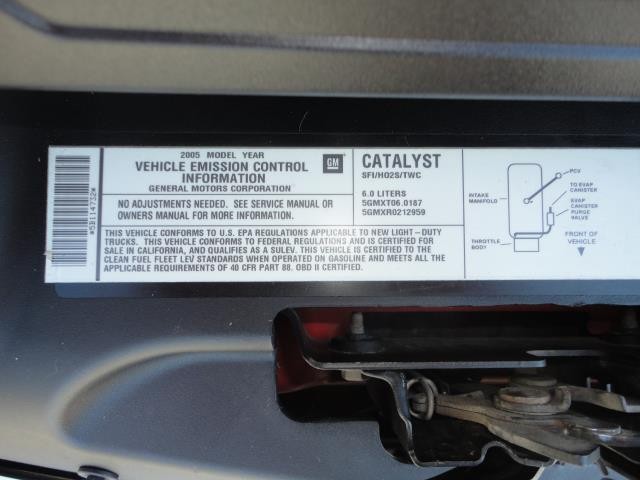 *5B114732*
2005 MODEL YEAR
VEHICLE EMISSION CONTROL
INFORMATION
GENERAL MOTORS CORPORATION
GM
NO ADJUSTMENTS NEEDED. SEE SERVICE MANUAL OR
OWNERS MANUAL FOR MORE INFORMATION.
CATALYST
SFI/HO2S/TWC
6.0 LITERS
5GMXT06.0187
5GMXR0212959
THIS VEHICLE CONFORMS TO U.S. EPA REGULATIONS APPLICABLE TO NEW LIGHT-DUTY
TRUCKS. THIS VEHICLE CONFORMS TO FEDERAL REGULATIONS AND IS CERTIFIED FOR
SALE IN CALIFORNIA, AND QUALIFIES AS A SULEV. THIS VEHICLE IS CERTIFIED TO THE
CLEAN FUEL FLEET LEV STANDARDS WHEN OPERATED ON GASOLINE AND MEETS ALL THE
APPLICABLE REQUIREMENTS OF 40 CFR PART 88. OBD II CERTIFIED.
INTAKE
MANIFOLD
THROTTLE
BODY
PCV
TO EVAP
CANISTER
EVAP
CANISTER
PURGE
VALVE
FRONT OF
VEHICLE